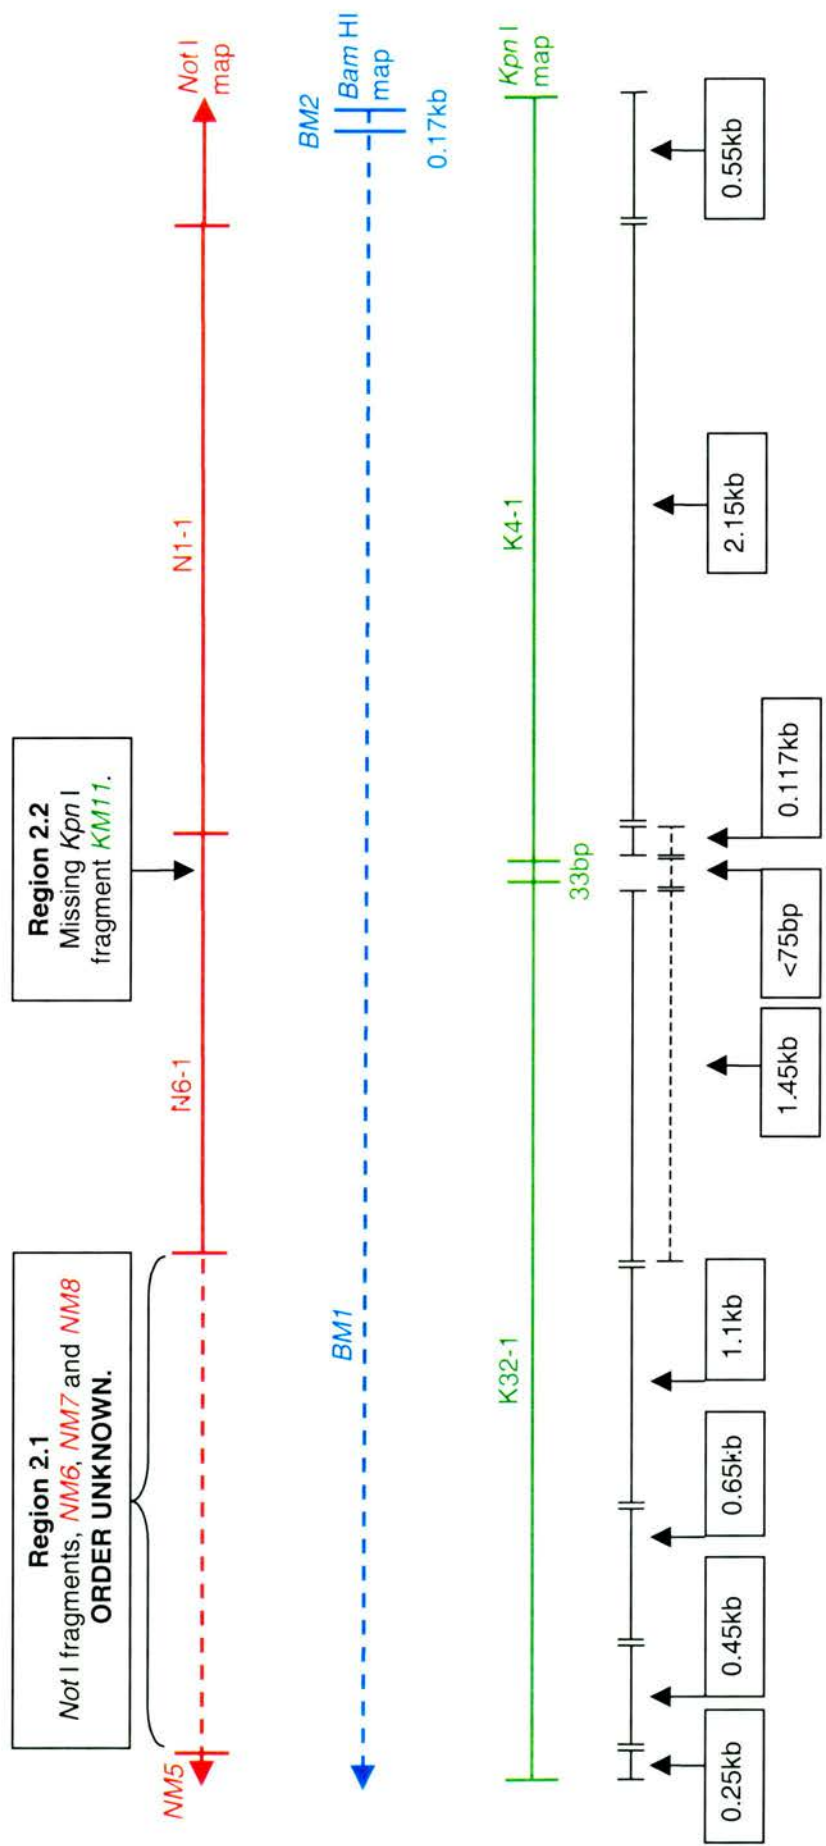 Region 2.1
Not I fragments, NM6, NM7 and NM8
ORDER UNKNOWN.
Region 2.2
Missing Kpn I
fragment KM11.
NM5
N6-1
N1-1
Not I
map
BM1
BM2
Bam HI
map
0.17kb
K32-1
K4-1
Kpn I
map
33bp
0.25kb
0.45kb
0.65kb
1.1kb
1.45kb
<75bp
0.117kb
2.15kb
0.55kb